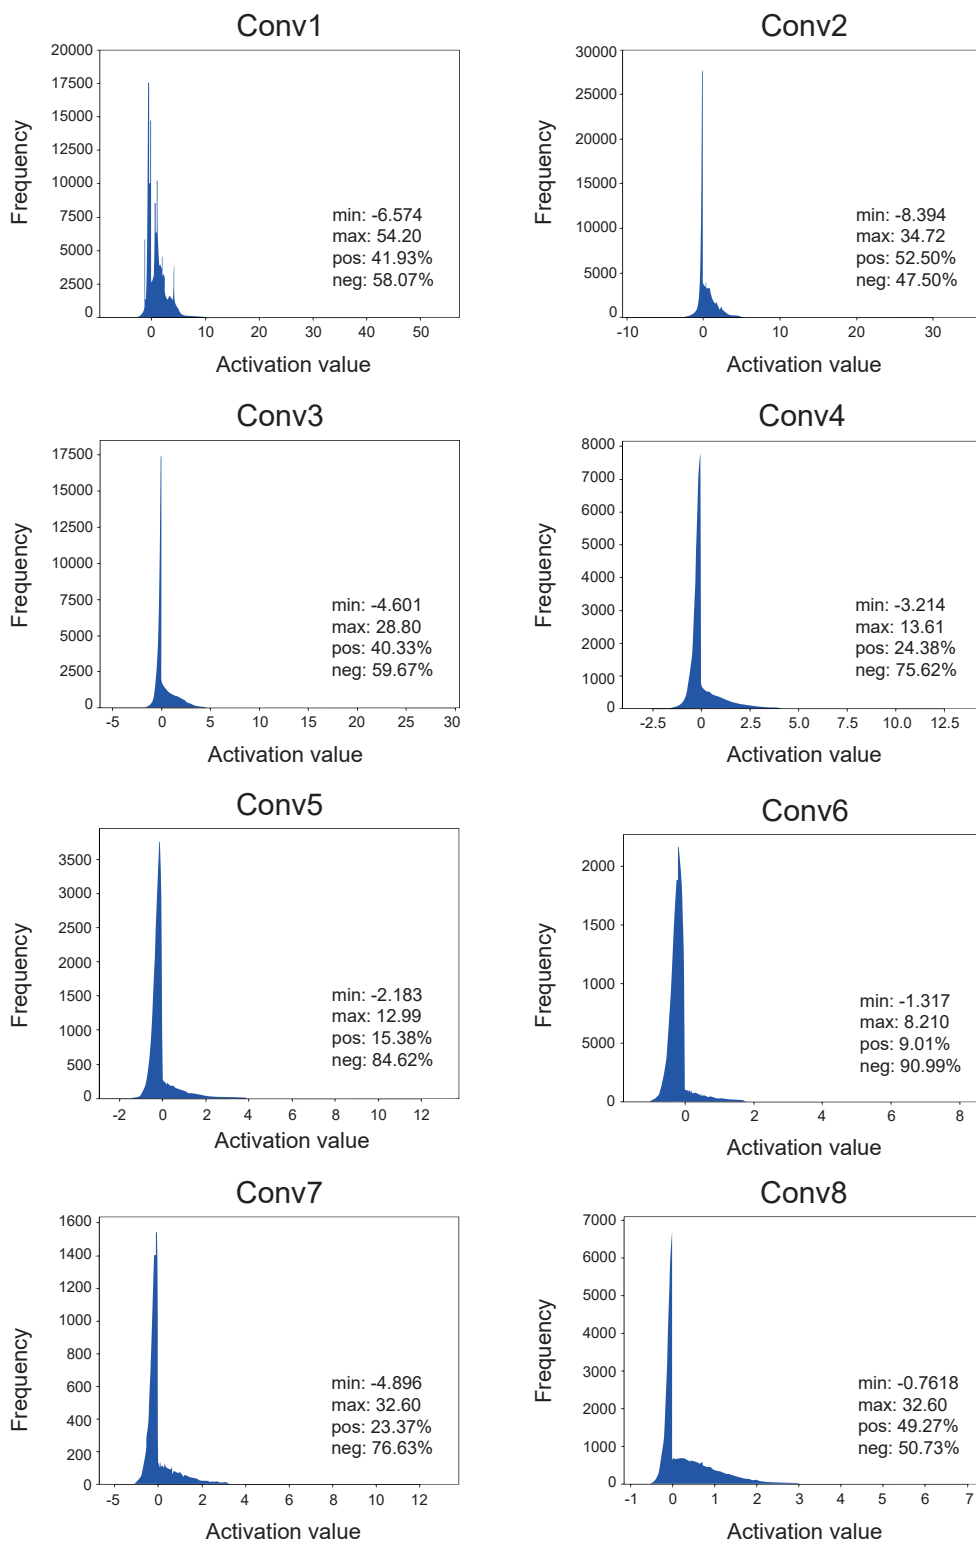 Conv1
20000
17500
15000
12500
10000
7500
5000
2500
0
Frequency
min: -6.574
max: 54.20
pos: 41.93%
neg: 58.07%
0 10 20 30 40 50
Activation value
Conv2
30000
25000
20000
15000
10000
5000
0
Frequency
min: -8.394
max: 34.72
pos: 52.50%
neg: 47.50%
-10 0 10 20 30
Activation value
Conv3
17500
15000
12500
10000
7500
5000
2500
0
Frequency
min: -4.601
max: 28.80
pos: 40.33%
neg: 59.67%
-5 0 5 10 15 20 25 30
Activation value
Conv4
8000
7000
6000
5000
4000
3000
2000
1000
0
Frequency
min: -3.214
max: 13.61
pos: 24.38%
neg: 75.62%
-2.5 0 2.5 5.0 7.5 10.0 12.5
Activation value
Conv5
3500
3000
2500
2000
1500
1000
500
0
Frequency
min: -2.183
max: 12.99
pos: 15.38%
neg: 84.62%
-2 0 2 4 6 8 10 12
Activation value
Conv6
2000
1500
1000
5000
0
Frequency
min: -1.317
max: 8.210
pos: 9.01%
neg: 90.99%
0 2 4 6 8
Activation value
Conv7
1600
1400
1200
1000
800
600
400
200
0
Frequency
min: -4.896
max: 32.60
pos: 23.37%
neg: 76.63%
-5 0 2 4 6 8 10 12
Activation value
Conv8
7000
6000
5000
4000
3000
2000
1000
0
Frequency
min: -0.7618
max: 32.60
pos: 49.27%
neg: 50.73%
-1 0 1 2 3 4 5 6 7
Activation value